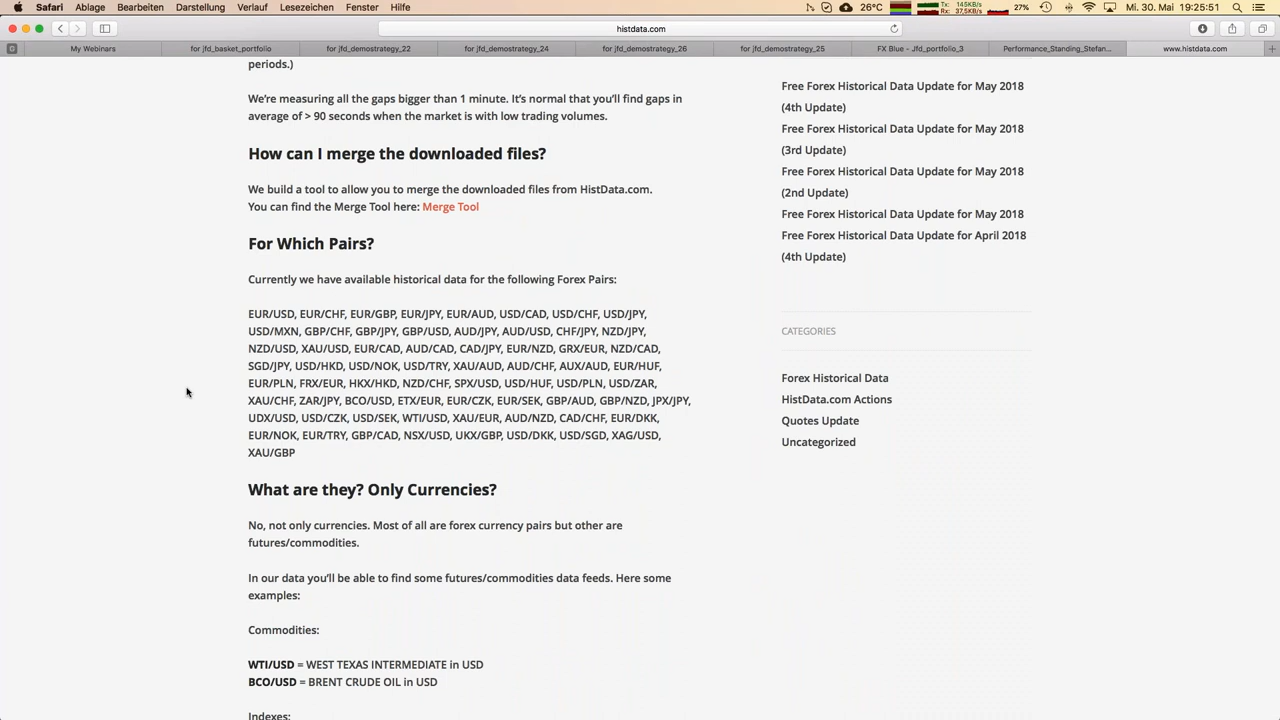 Safari Ablage Bearbeiten Darstellung Verlauf Lesezeichen Fenster Hilfe 26°C Tx: 145KB/s Rx: 37,5KB/s 27% Mi. 30. Mai 19:25:51
histdata.com
My Webinars for jfd_basket_portfolio for jfd_demostrategy_22 for jfd_demostrategy_24 for jfd_demostrategy_26 for jfd_demostrategy_25 FX Blue - Jfd_portfolio_3 Performance_Standing_Stefan... www.histdata.com
periods.)
We're measuring all the gaps bigger than 1 minute. It's normal that you'll find gaps in
average of > 90 seconds when the market is with low trading volumes.
How can I merge the downloaded files?
We build a tool to allow you to merge the downloaded files from HistData.com.
You can find the Merge Tool here: Merge Tool
For Which Pairs?
Currently we have available historical data for the following Forex Pairs:
EUR/USD, EUR/CHF, EUR/GBP, EUR/JPY, EUR/AUD, USD/CAD, USD/CHF, USD/JPY,
USD/MXN, GBP/CHF, GBP/JPY, GBP/USD, AUD/JPY, AUD/USD, CHF/JPY, NZD/JPY,
NZD/USD, XAU/USD, EUR/CAD, AUD/CAD, CAD/JPY, EUR/NZD, GRX/EUR, NZD/CAD,
SGD/JPY, USD/HKD, USD/NOK, USD/TRY, XAU/AUD, AUD/CHF, AUX/AUD, EUR/HUF,
EUR/PLN, FRX/EUR, HKX/HKD, NZD/CHF, SPX/USD, USD/HUF, USD/PLN, USD/ZAR,
XAU/CHF, ZAR/JPY, BCO/USD, ETX/EUR, EUR/CZK, EUR/SEK, GBP/AUD, GBP/NZD, JPX/JPY,
UDX/USD, USD/CZK, USD/SEK, WTI/USD, XAU/EUR, AUD/NZD, CAD/CHF, EUR/DKK,
EUR/NOK, EUR/TRY, GBP/CAD, NSX/USD, UKX/GBP, USD/DKK, USD/SGD, XAG/USD,
XAU/GBP
What are they? Only Currencies?
No, not only currencies. Most of all are forex currency pairs but other are
futures/commodities.
In our data you'll be able to find some futures/commodities data feeds. Here some
examples:
Commodities:
WTI/USD = WEST TEXAS INTERMEDIATE in USD
BCO/USD = BRENT CRUDE OIL in USD
Indexes:
Free Forex Historical Data Update for May 2018
(4th Update)
Free Forex Historical Data Update for May 2018
(3rd Update)
Free Forex Historical Data Update for May 2018
(2nd Update)
Free Forex Historical Data Update for May 2018
Free Forex Historical Data Update for April 2018
(4th Update)
CATEGORIES
Forex Historical Data
HistData.com Actions
Quotes Update
Uncategorized